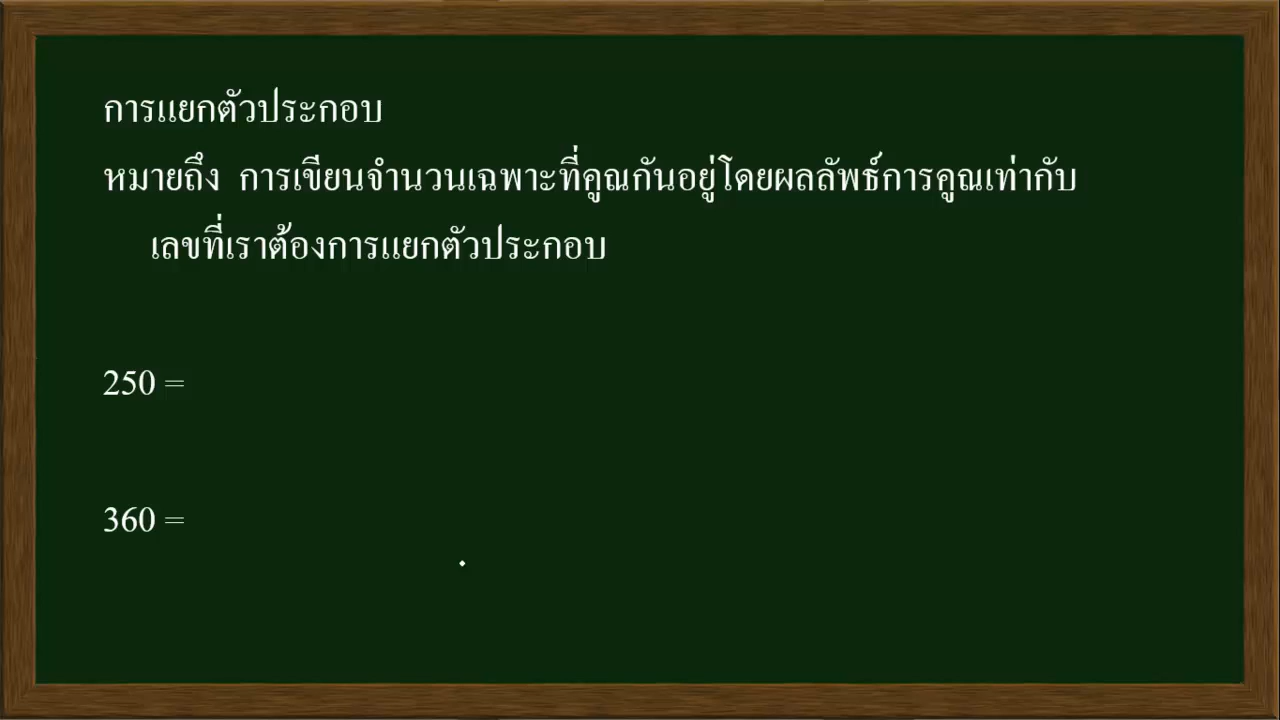 การแยกตัวประกอบ
หมายถึง การเขียนจำนวนเฉพาะที่คูณกันอยู่โดยผลลัพธ์การคูณเท่ากับ
เลขที่เราต้องการแยกตัวประกอบ
250 =
360 =